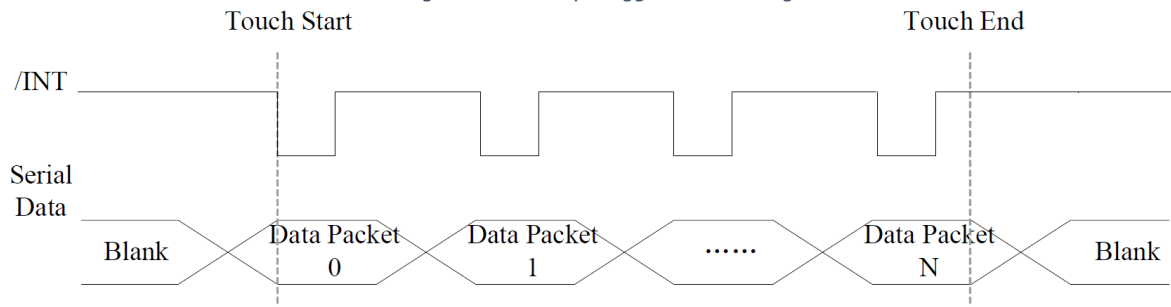 Touch Start
Touch End
/INT
Serial
Data
Blank
Data Packet
0
Data Packet
1
……
Data Packet
N
Blank